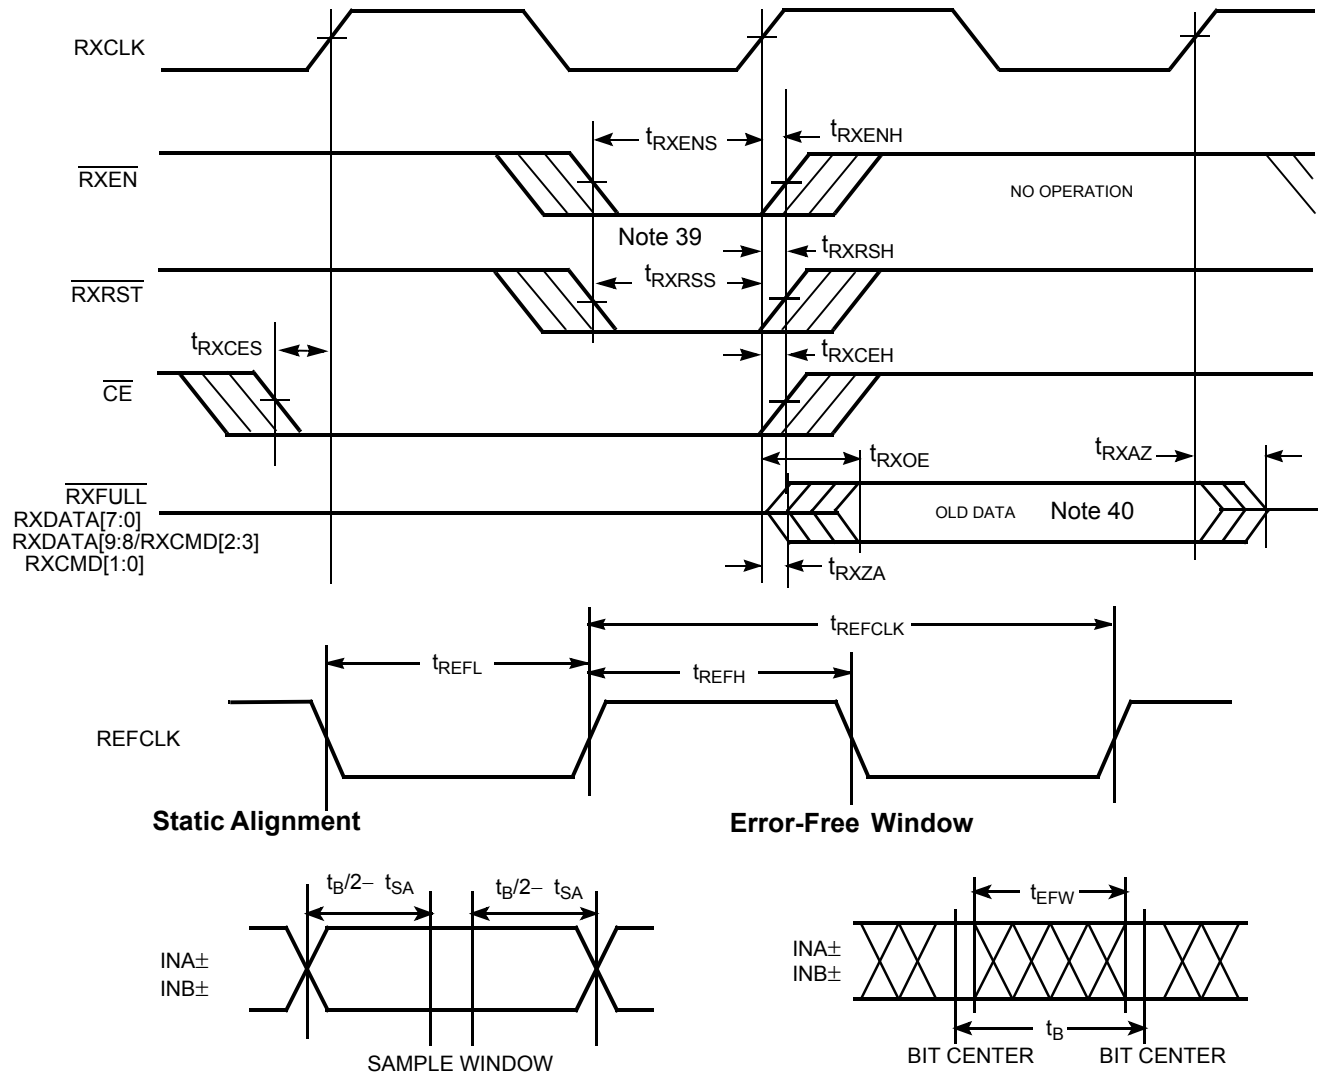 RXCLK
tRXENS
tRXENH
RXEN
NO OPERATION
Note 39
tRXRSH
RXRST
tRXRSS
tRXCES
tRXCEH
CE
tRXOE
tRXAZ
RXFULL
RXDATA[7:0]
RXDATA[9:8/RXCMD[2:3]
RXCMD[1:0]
OLD DATA
Note 40
tRXZA
tREFCLK
tREFL
tREFH
REFCLK
Static Alignment
Error-Free Window
tB/2– tSA
tB/2– tSA
tEFW
INA±
INB±
INA±
INB±
tB
SAMPLE WINDOW
BIT CENTER
BIT CENTER